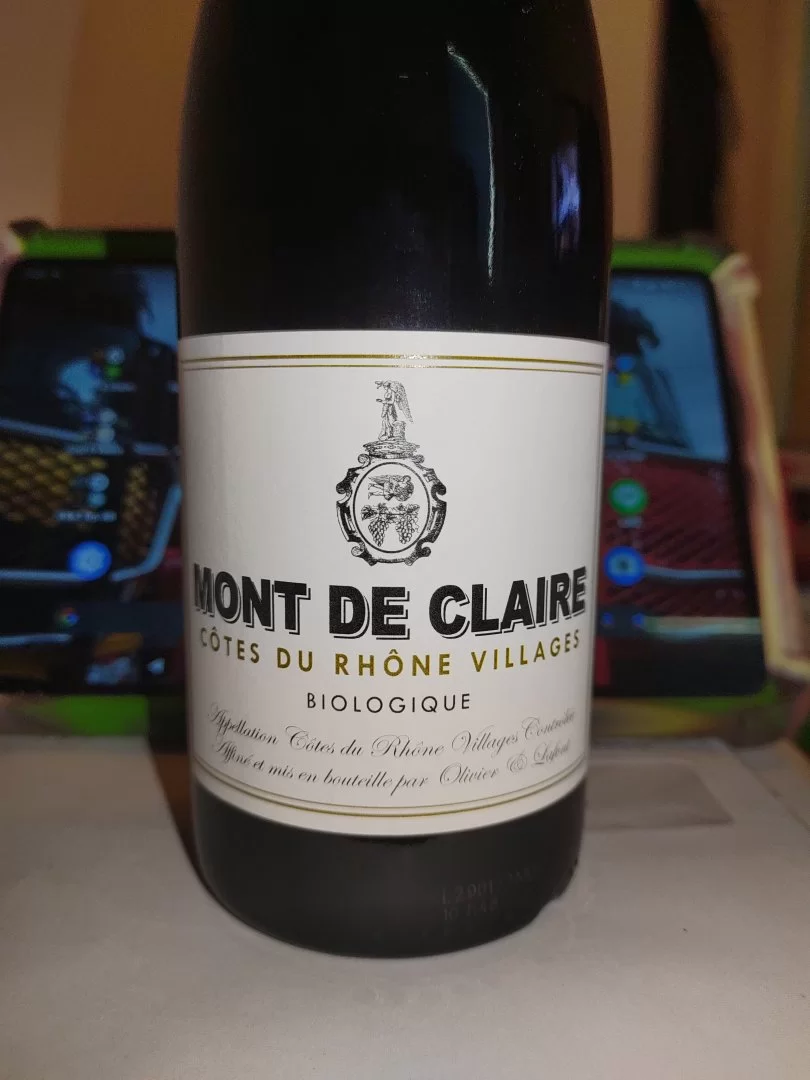 MONT DE CLAIRE
CÔTES DU RHÔNE VILLAGES
BIOLOGIQUE
Appellation Côtes du Rhône Villages Contrôlée
Affiné et mis en bouteille par Olivier & Lafont